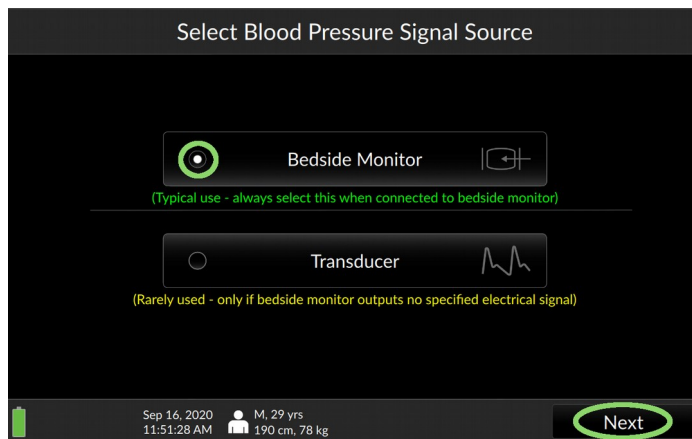 Select Blood Pressure Signal Source
Bedside Monitor
(Typical use - always select this when connected to bedside monitor)
Transducer
(Rarely used - only if bedside monitor outputs no specified electrical signal)
Sep 16, 2020
11:51:28 AM
M, 29 yrs
190 cm, 78 kg
Next